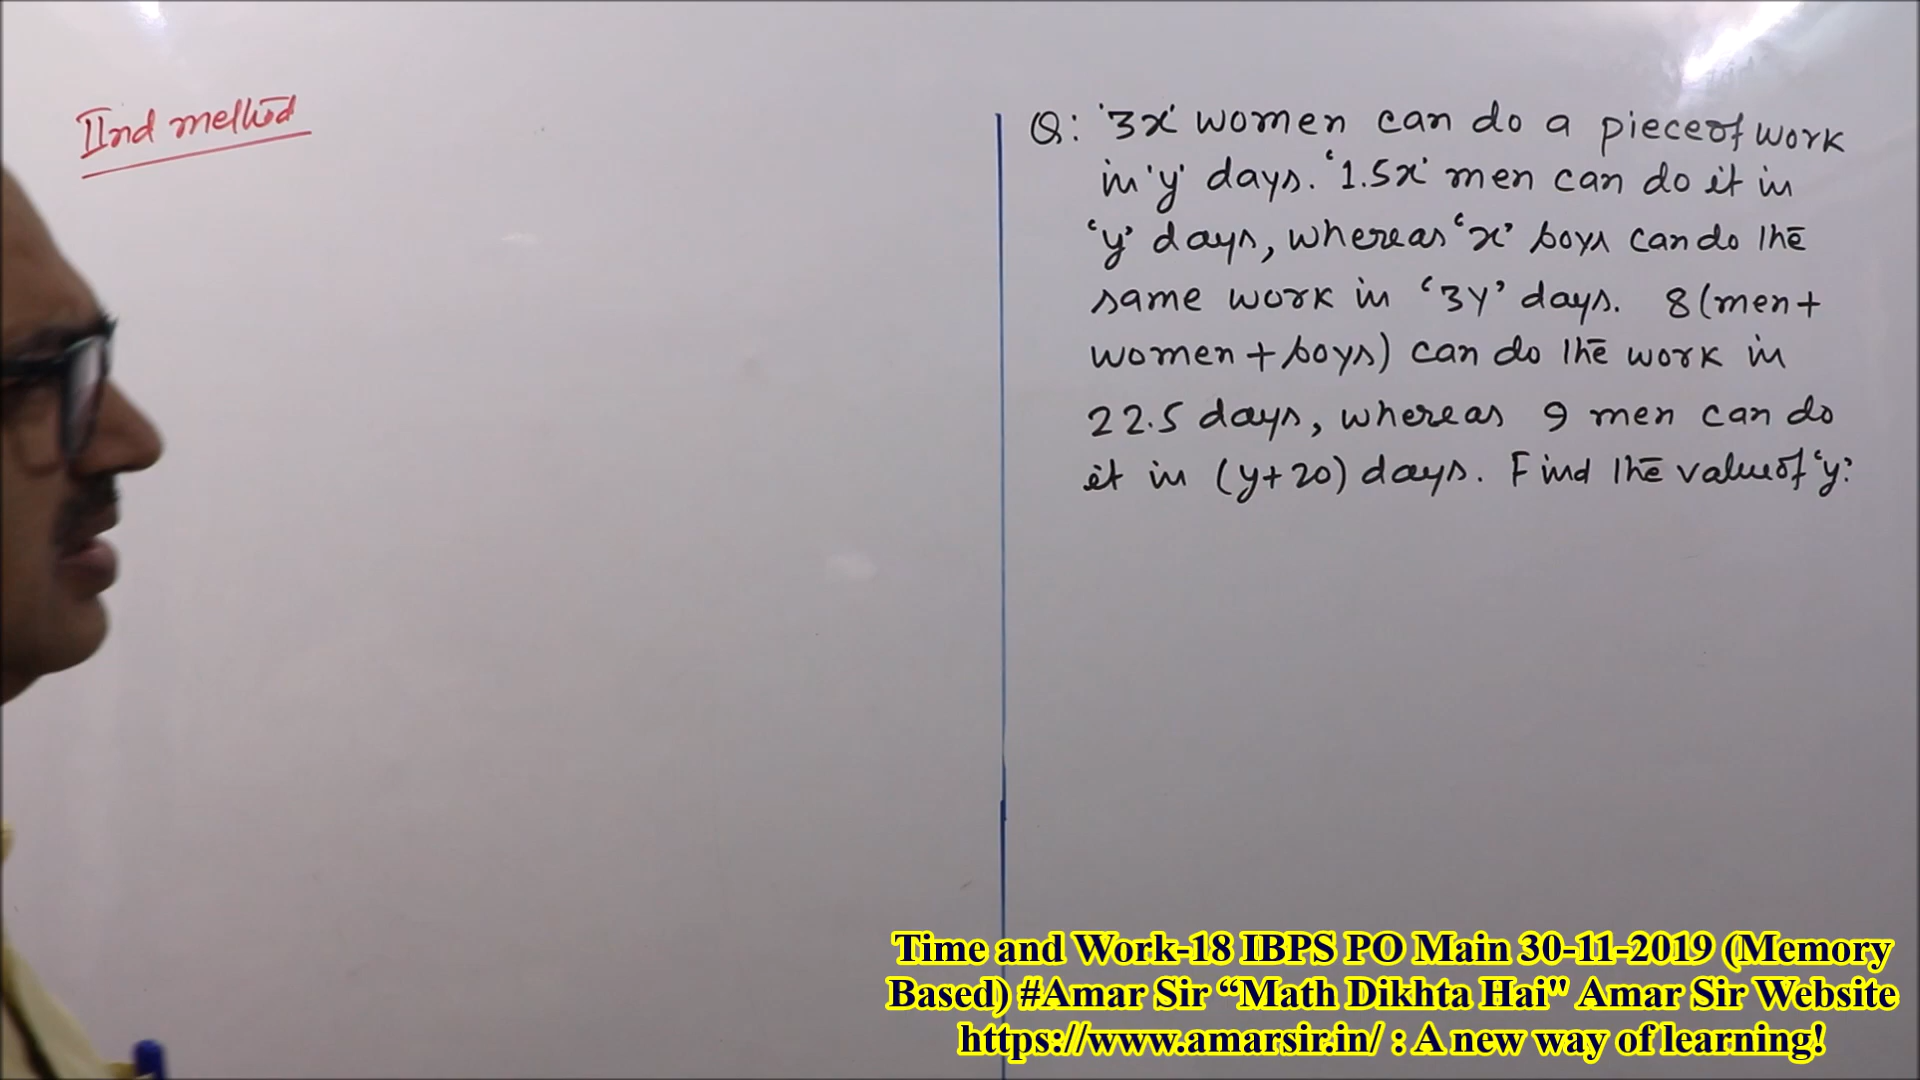 IInd method
Q: '3x' women can do a piece of work
in 'y' days. '1.5x' men can do it in
'y' days, whereas 'x' boys can do the
same work in '3y' days. 8(men+
women+boys) can do the work in
22.5 days, whereas 9 men can do
it in (y+20) days. Find the value of 'y'.
Time and Work-18 IBPS PO Main 30-11-2019 (Memory
Based) #Amar Sir “Math Dikhta Hai" Amar Sir Website
https://www.amarsir.in/ : A new way of learning!